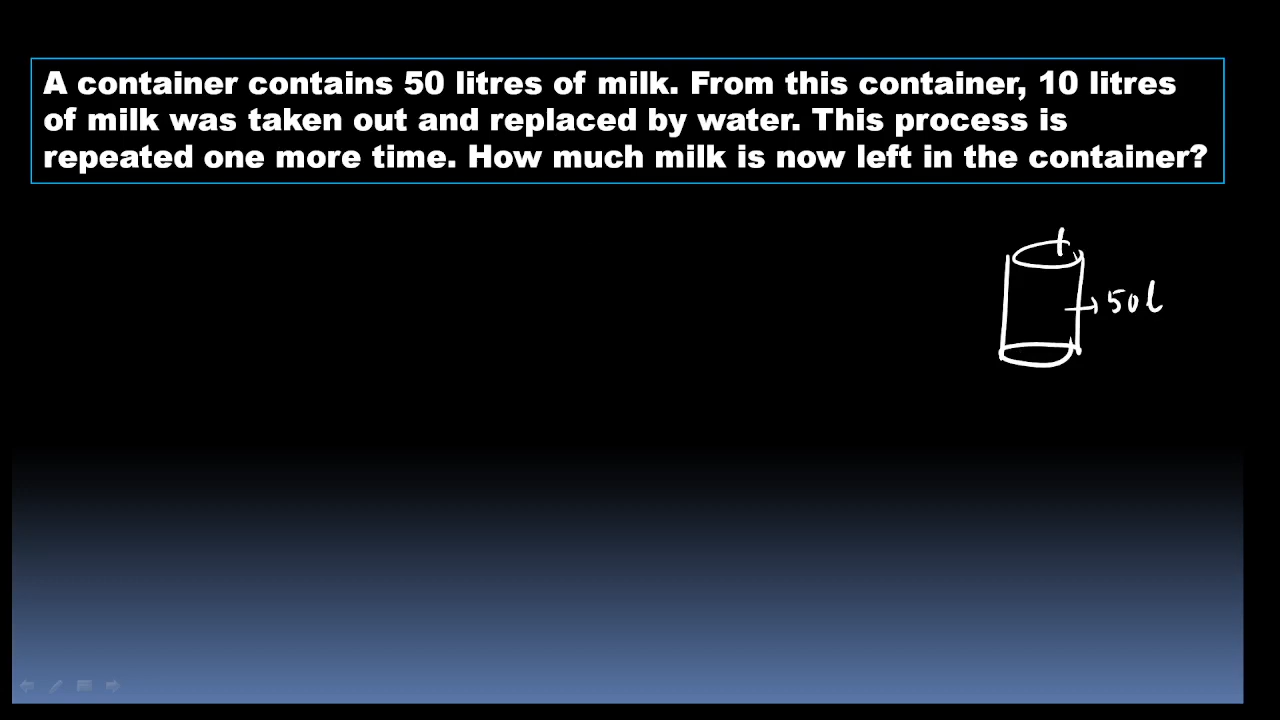 A container contains 50 litres of milk. From this container, 10 litres
of milk was taken out and replaced by water. This process is
repeated one more time. How much milk is now left in the container?
50l